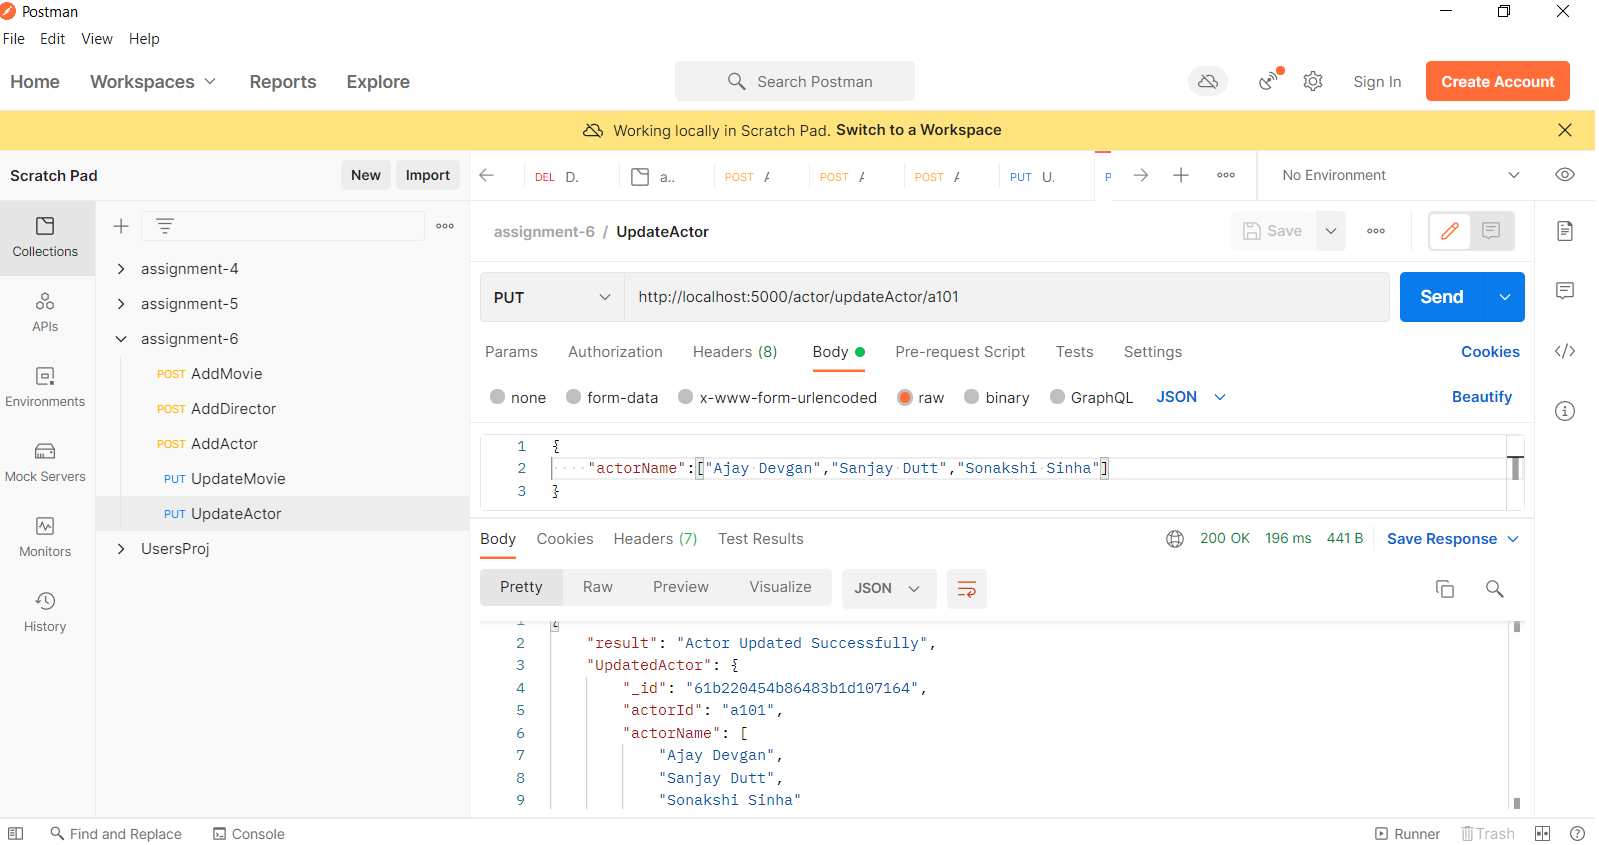 Postman
File Edit View Help
Home Workspaces Reports Explore Search Postman Sign In Create Account
Working locally in Scratch Pad. Switch to a Workspace
Scratch Pad New Import DEL D. a.. POST POST POST PUT U. P No Environment
Collections
APIs
Environments
Mock Servers
Monitors
History
assignment-4
assignment-5
assignment-6
POST AddMovie
POST AddDirector
POST AddActor
PUT UpdateMovie
PUT UpdateActor
UsersProj
assignment-6 / UpdateActor Save
PUT http://localhost:5000/actor/updateActor/a101 Send
Params Authorization Headers (8) Body Pre-request Script Tests Settings Cookies
none form-data x-www-form-urlencoded raw binary GraphQL JSON Beautify
1 {
2 "actorName":["Ajay Devgan","Sanjay Dutt","Sonakshi Sinha"]
3 }
Body Cookies Headers (7) Test Results 200 OK 196 ms 441 B Save Response
Pretty Raw Preview Visualize JSON
1 {
2 "result": "Actor Updated Successfully",
3 "UpdatedActor": {
4 "_id": "61b220454b86483b1d107164",
5 "actorId": "a101",
6 "actorName": [
7 "Ajay Devgan",
8 "Sanjay Dutt",
9 "Sonakshi Sinha"
Find and Replace Console Runner Trash